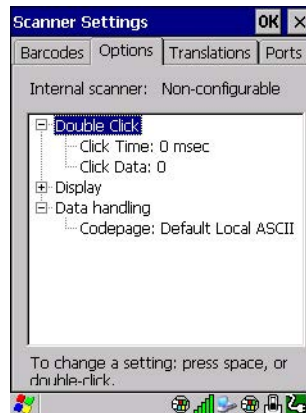 Scanner Settings OK ×
Barcodes Options Translations Ports
Internal scanner: Non-configurable
Double Click
Click Time: 0 msec
Click Data: 0
Display
Data handling
Codepage: Default Local ASCII
To change a setting: press space, or
double-click.